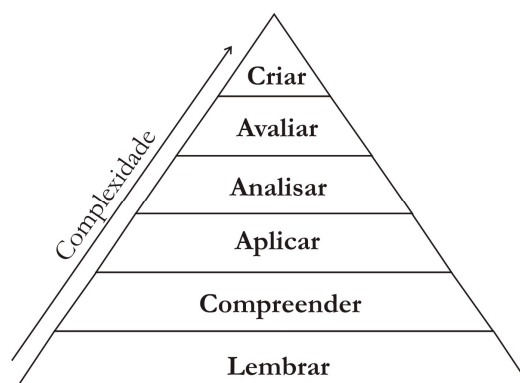 Complexidade
Criar
Avaliar
Analisar
Aplicar
Compreender
Lembrar